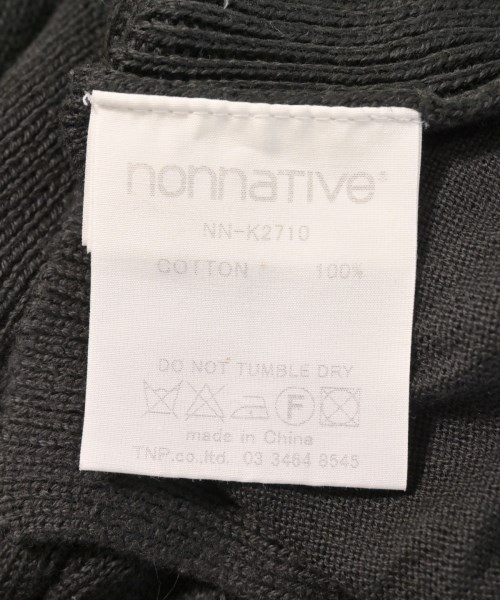 nonnative
NN-K2710
COTTON 100%
DO NOT TUMBLE DRY
F
made in China
TNP.co.,ltd. 03 3464 8545